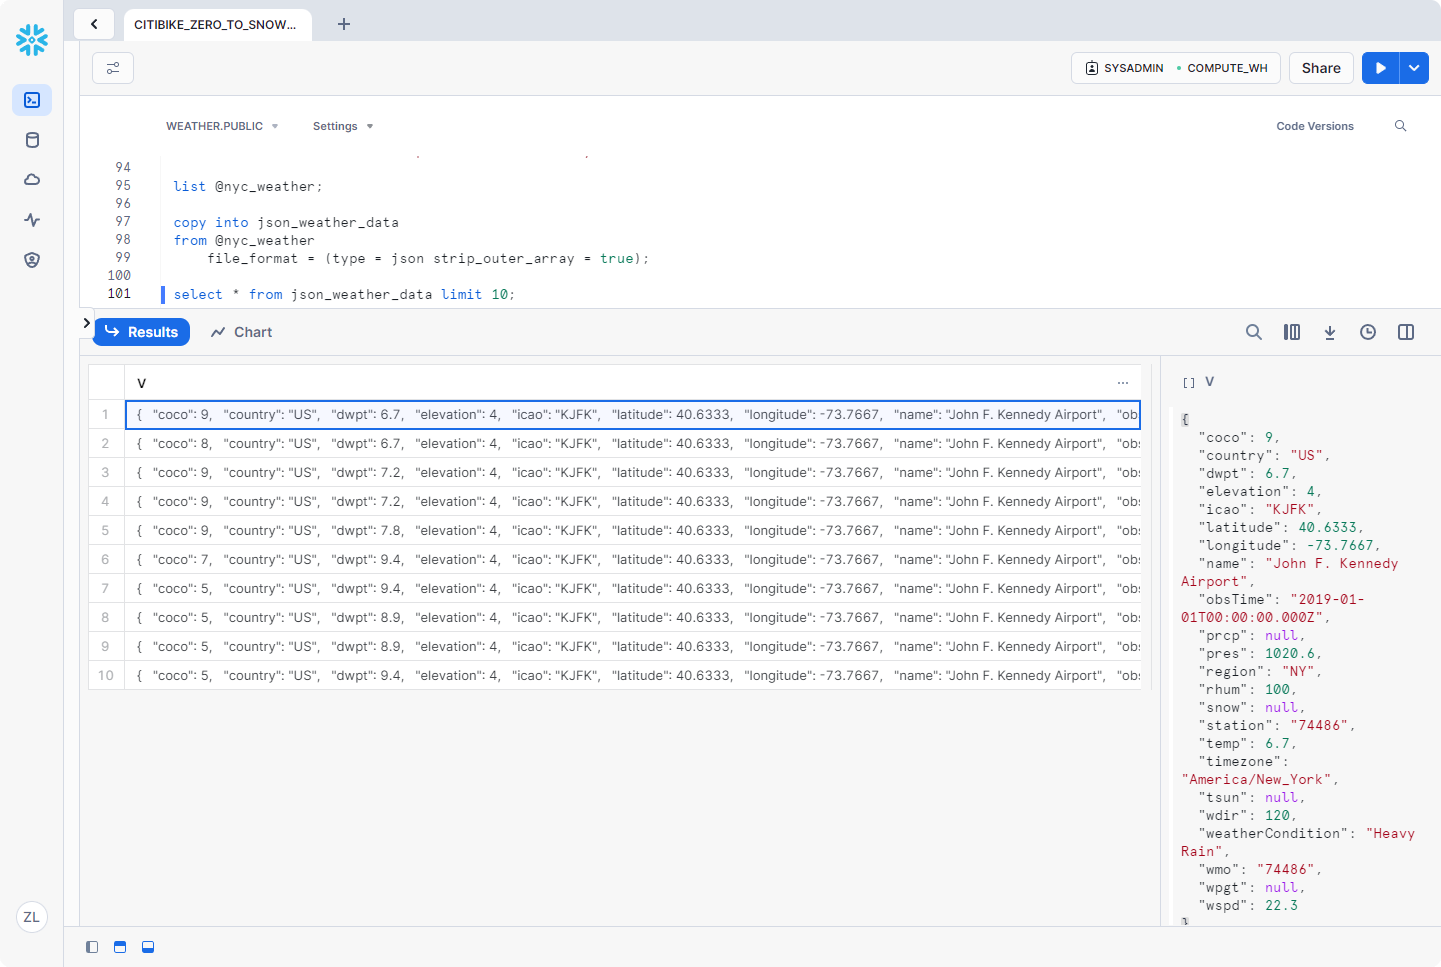 CITIBIKE_ZERO_TO_SNOW...
SYSADMIN • COMPUTE_WH
Share
WEATHER.PUBLIC
Settings
Code Versions
94
95 list @nyc_weather;
96
97 copy into json_weather_data
98 from @nyc_weather
99 file_format = (type = json strip_outer_array = true);
100
101 select * from json_weather_data limit 10;
Results
Chart
V
...
1 { "coco": 9, "country": "US", "dwpt": 6.7, "elevation": 4, "icao": "KJFK", "latitude": 40.6333, "longitude": -73.7667, "name": "John F. Kennedy Airport", "ob
2 { "coco": 8, "country": "US", "dwpt": 6.7, "elevation": 4, "icao": "KJFK", "latitude": 40.6333, "longitude": -73.7667, "name": "John F. Kennedy Airport", "obs
3 { "coco": 9, "country": "US", "dwpt": 7.2, "elevation": 4, "icao": "KJFK", "latitude": 40.6333, "longitude": -73.7667, "name": "John F. Kennedy Airport", "obs
4 { "coco": 9, "country": "US", "dwpt": 7.2, "elevation": 4, "icao": "KJFK", "latitude": 40.6333, "longitude": -73.7667, "name": "John F. Kennedy Airport", "obs
5 { "coco": 9, "country": "US", "dwpt": 7.8, "elevation": 4, "icao": "KJFK", "latitude": 40.6333, "longitude": -73.7667, "name": "John F. Kennedy Airport", "obs
6 { "coco": 7, "country": "US", "dwpt": 9.4, "elevation": 4, "icao": "KJFK", "latitude": 40.6333, "longitude": -73.7667, "name": "John F. Kennedy Airport", "obs
7 { "coco": 5, "country": "US", "dwpt": 9.4, "elevation": 4, "icao": "KJFK", "latitude": 40.6333, "longitude": -73.7667, "name": "John F. Kennedy Airport", "obs
8 { "coco": 5, "country": "US", "dwpt": 8.9, "elevation": 4, "icao": "KJFK", "latitude": 40.6333, "longitude": -73.7667, "name": "John F. Kennedy Airport", "obs
9 { "coco": 5, "country": "US", "dwpt": 8.9, "elevation": 4, "icao": "KJFK", "latitude": 40.6333, "longitude": -73.7667, "name": "John F. Kennedy Airport", "obs
10 { "coco": 5, "country": "US", "dwpt": 9.4, "elevation": 4, "icao": "KJFK", "latitude": 40.6333, "longitude": -73.7667, "name": "John F. Kennedy Airport", "obs
[ ] V
{
"coco": 9,
"country": "US",
"dwpt": 6.7,
"elevation": 4,
"icao": "KJFK",
"latitude": 40.6333,
"longitude": -73.7667,
"name": "John F. Kennedy
Airport",
"obsTime": "2019-01-
01T00:00:00.000Z",
"prcp": null,
"pres": 1020.6,
"region": "NY",
"rhum": 100,
"snow": null,
"station": "74486",
"temp": 6.7,
"timezone":
"America/New_York",
"tsun": null,
"wdir": 120,
"weatherCondition": "Heavy
Rain",
"wmo": "74486",
"wpgt": null,
"wspd": 22.3
}
ZL